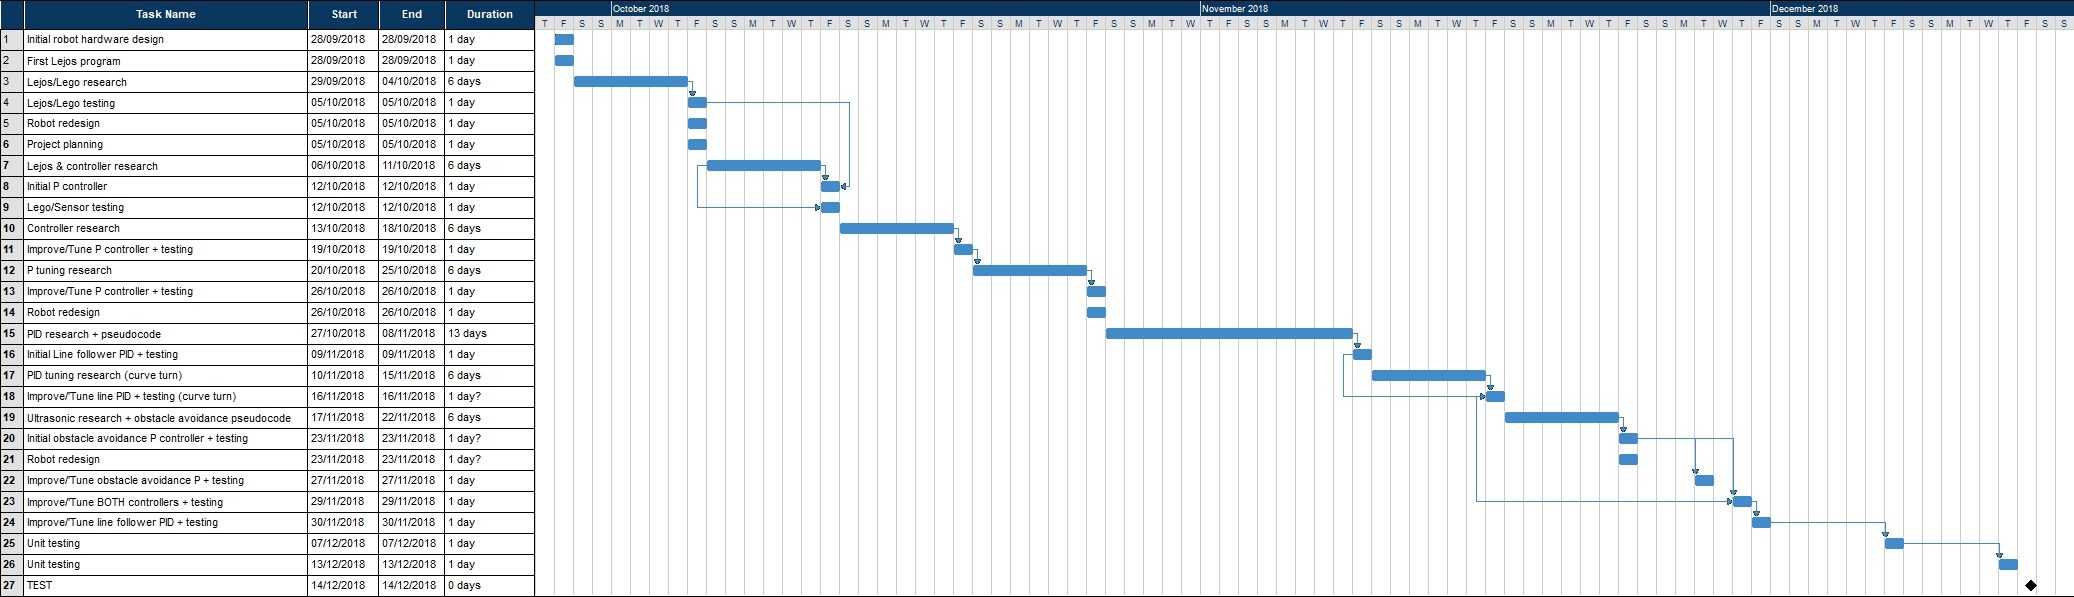 Task Name Start End Duration October 2018 November 2018 December 2018
T F S S M T W T F S S M T W T F S S M T W T F S S M T W T F S S M T W T F S S M T W T F S S M T W T F S S M T W T F S S M T W T F S S M T W T F S S M T W T F S S M T W T F S S
1 Initial robot hardware design 28/09/2018 28/09/2018 1 day
2 First Lejos program 28/09/2018 28/09/2018 1 day
3 Lejos/Lego research 29/09/2018 04/10/2018 6 days
4 Lejos/Lego testing 05/10/2018 05/10/2018 1 day
5 Robot redesign 05/10/2018 05/10/2018 1 day
6 Project planning 05/10/2018 05/10/2018 1 day
7 Lejos & controller research 06/10/2018 11/10/2018 6 days
8 Initial P controller 12/10/2018 12/10/2018 1 day
9 Lego/Sensor testing 12/10/2018 12/10/2018 1 day
10 Controller research 13/10/2018 18/10/2018 6 days
11 Improve/Tune P controller + testing 19/10/2018 19/10/2018 1 day
12 P tuning research 20/10/2018 25/10/2018 6 days
13 Improve/Tune P controller + testing 26/10/2018 26/10/2018 1 day
14 Robot redesign 26/10/2018 26/10/2018 1 day
15 PID research + pseudocode 27/10/2018 08/11/2018 13 days
16 Initial Line follower PID + testing 09/11/2018 09/11/2018 1 day
17 PID tuning research (curve turn) 10/11/2018 15/11/2018 6 days
18 Improve/'Tune line PID + testing (curve turn) 16/11/2018 16/11/2018 1 day?
19 Ultrasonic research + obstacle avoidance pseudocode 17/11/2018 22/11/2018 6 days
20 Initial obstacle avoidance P controller + testing 23/11/2018 23/11/2018 1 day?
21 Robot redesign 23/11/2018 23/11/2018 1 day?
22 Improve/'Tune obstacle avoidance P + testing 27/11/2018 27/11/2018 1 day
23 Improve/'Tune BOTH controllers + testing 29/11/2018 29/11/2018 1 day
24 Improve/'Tune line follower PID + testing 30/11/2018 30/11/2018 1 day
25 Unit testing 07/12/2018 07/12/2018 1 day
26 Unit testing 13/12/2018 13/12/2018 1 day
27 TEST 14/12/2018 14/12/2018 0 days